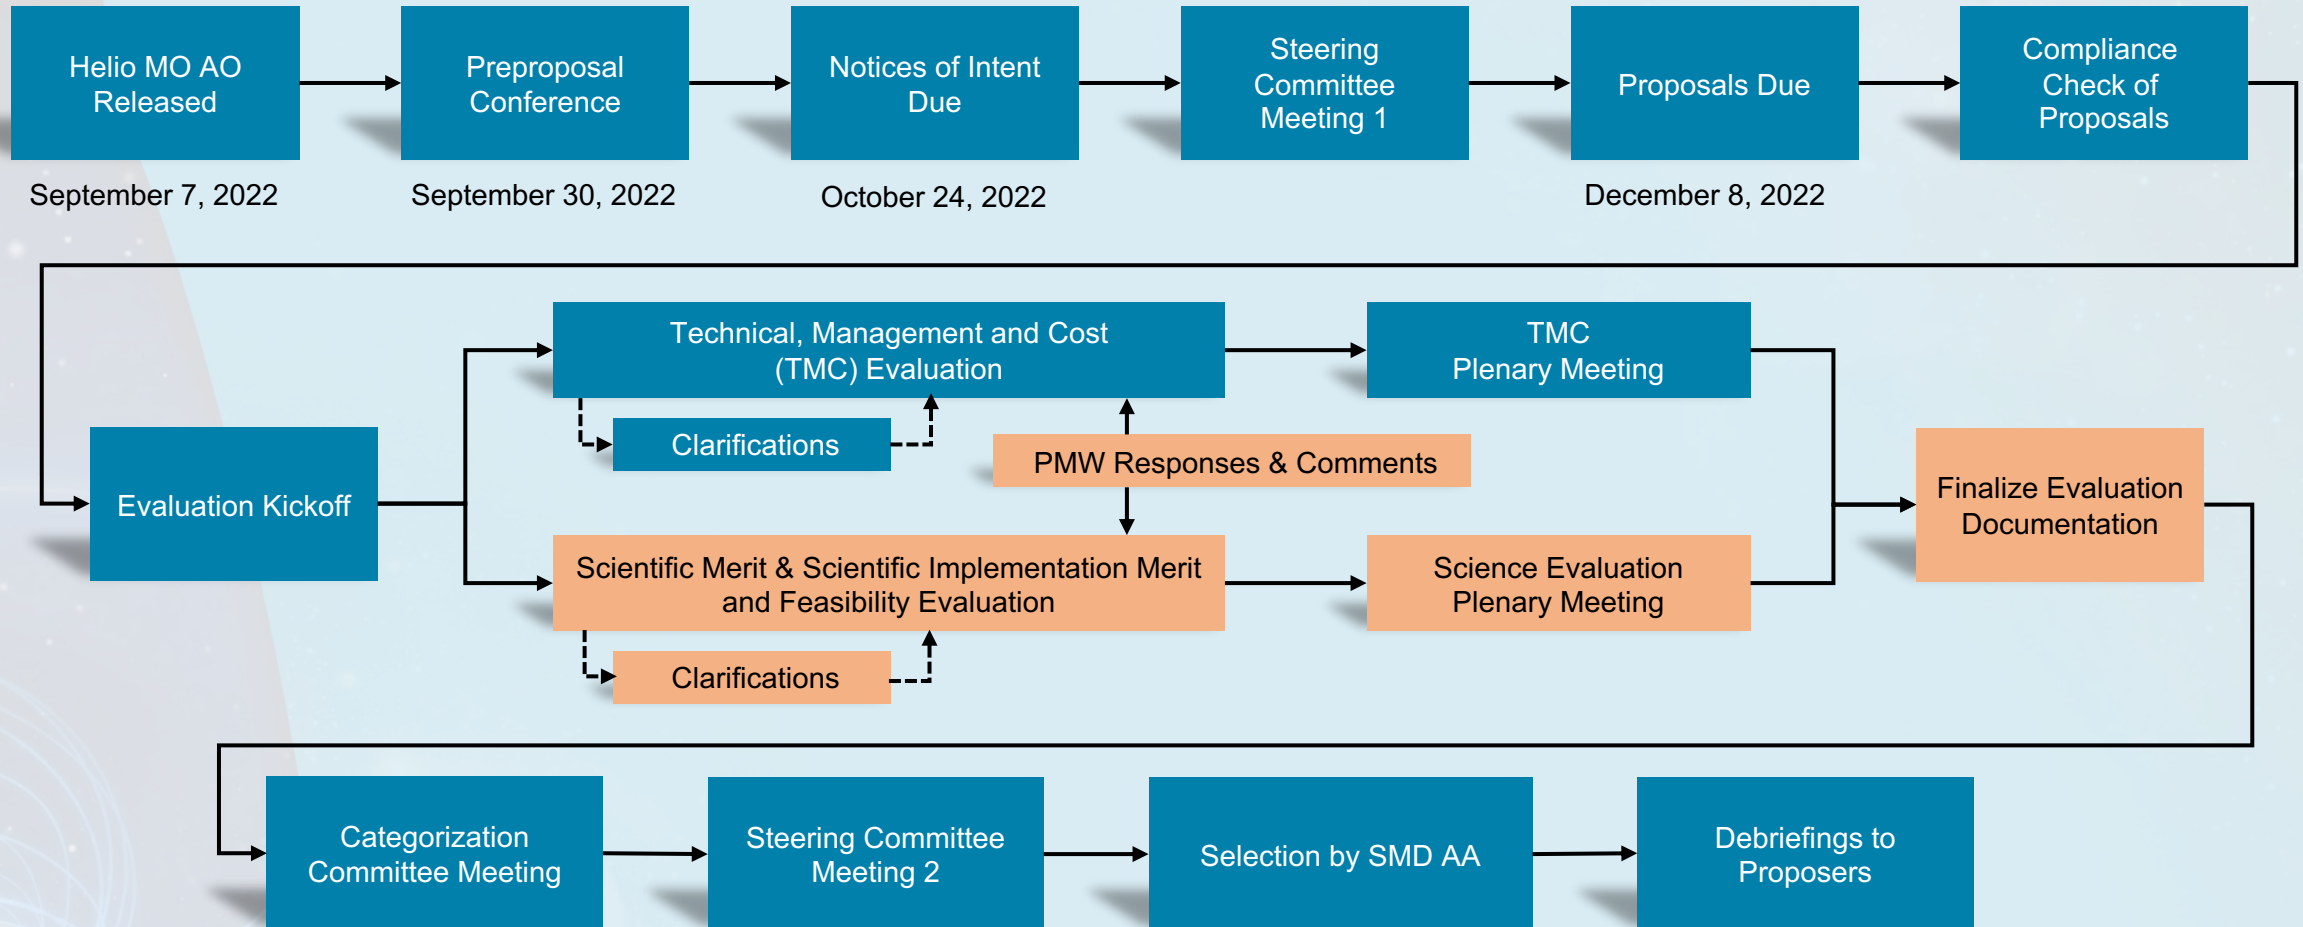 Helio MO AO
Released
Preproposal
Conference
Notices of Intent
Due
Steering
Committee
Meeting 1
Proposals Due
Compliance
Check of
Proposals
September 7, 2022
September 30, 2022
October 24, 2022
December 8, 2022
Technical, Management and Cost
(TMC) Evaluation
TMC
Plenary Meeting
Clarifications
PMW Responses & Comments
Evaluation Kickoff
Finalize Evaluation
Documentation
Scientific Merit & Scientific Implementation Merit
and Feasibility Evaluation
Science Evaluation
Plenary Meeting
Clarifications
Categorization
Committee Meeting
Steering Committee
Meeting 2
Selection by SMD AA
Debriefings to
Proposers